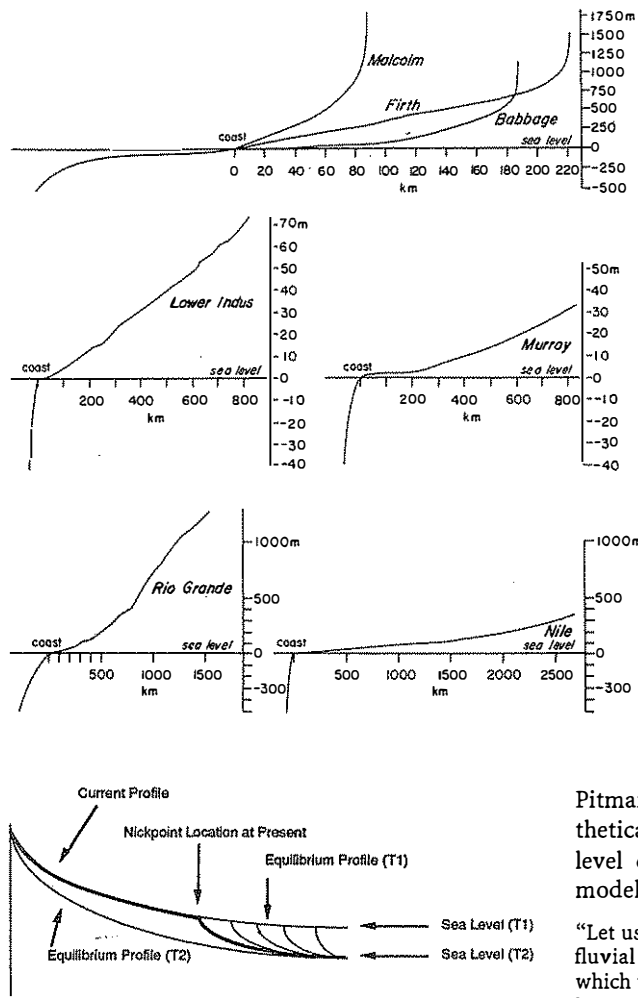 1750m
1500
1250
1000
750
500
250
0
-250
-500
Malcolm
Firth
Babbage
coast
sea level
0 20 40 60 80 100 120 140 160 180 200 220
km
km
-70m
-60
-50
-40
-30
-20
-10
-0
--10
--20
--30
--40
Lower Indus
coast
sea level
200 400 600 800
km
50m
-40
-30
-20
-10
0
-10
-20
-30
-40
Murray
coast
sea level
200 400 600 800
km
1000m
500
0
-300
Rio Grande
coast
sea level
500 1000 1500
km
1000m
500
0
-300
Nile
coast
sea level
500 1000 1500 2000 2500
km
Current Profile
Nickpoint Location at Present
Equilibrium Profile (T1)
Sea Level (T1)
Equilibrium Profile (T2)
Sea Level (T2)
Pitma
thetica
level
model
“Let us
fluvial
which